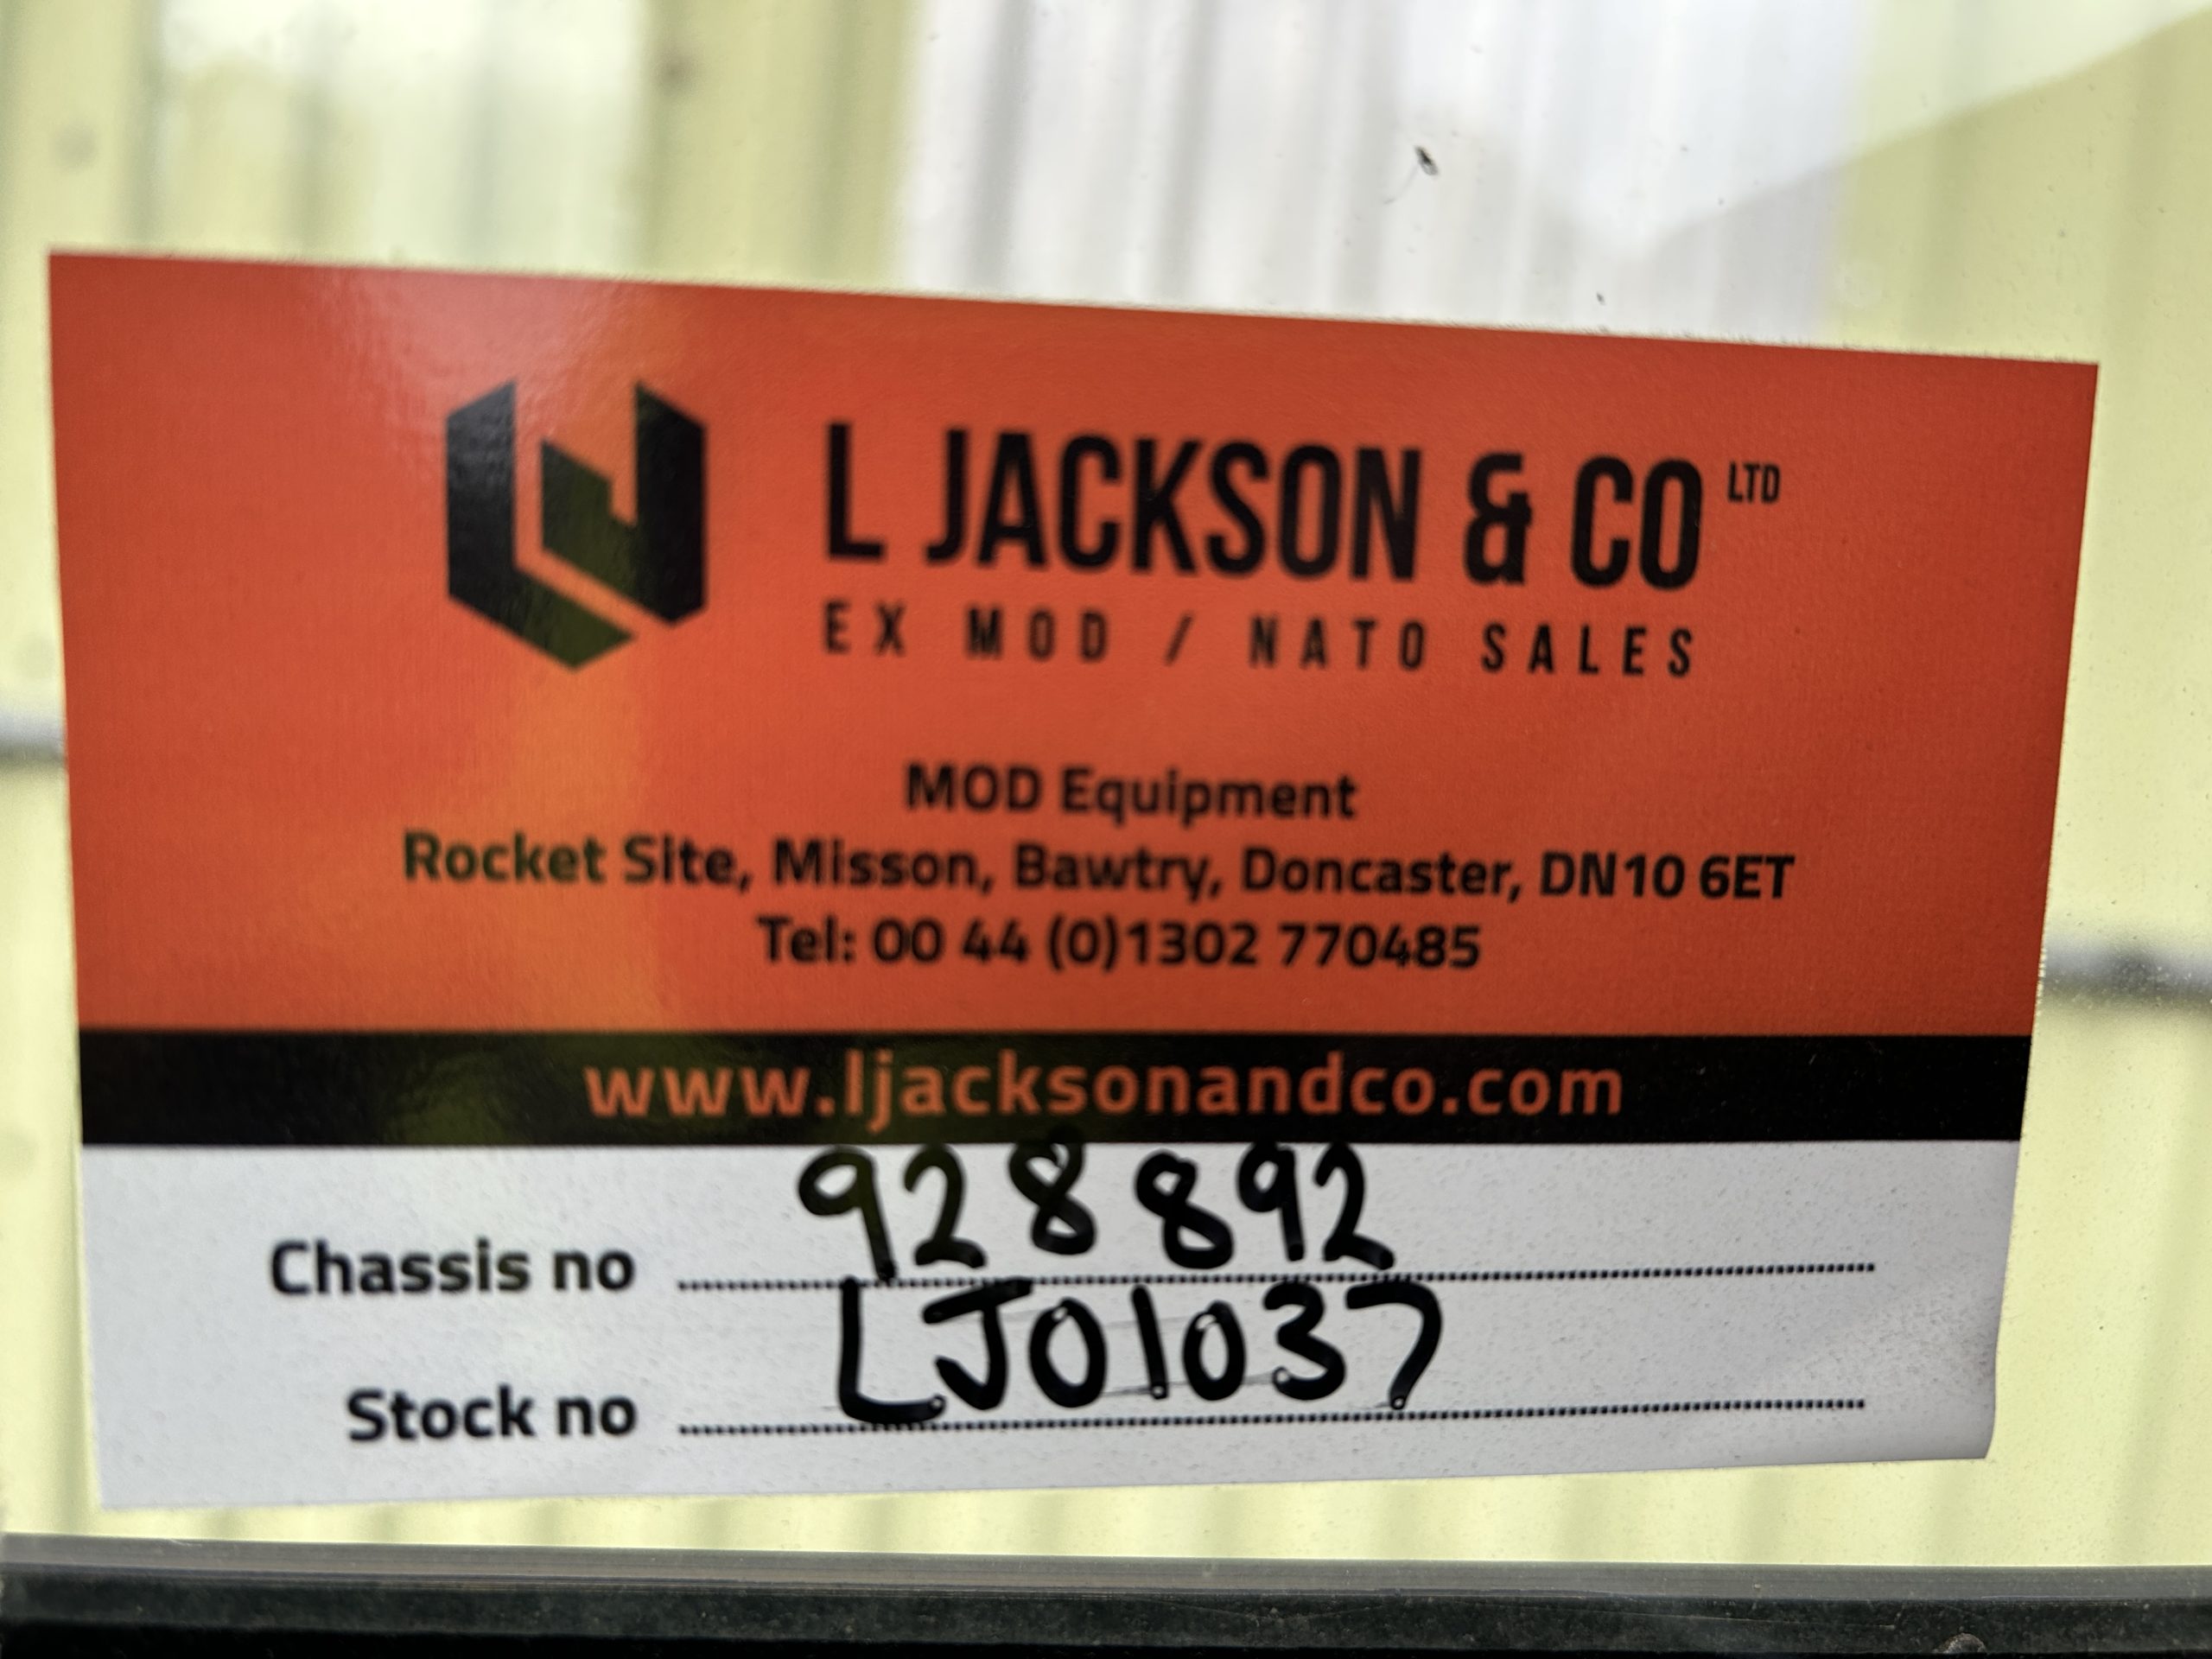 L JACKSON & CO LTD
EX MOD / NATO SALES
MOD Equipment
Rocket Site, Misson, Bawtry, Doncaster, DN10 6ET
Tel: 00 44 (0)1302 770485
www.ljacksonandco.com
Chassis no 928892
Stock no LJ01037